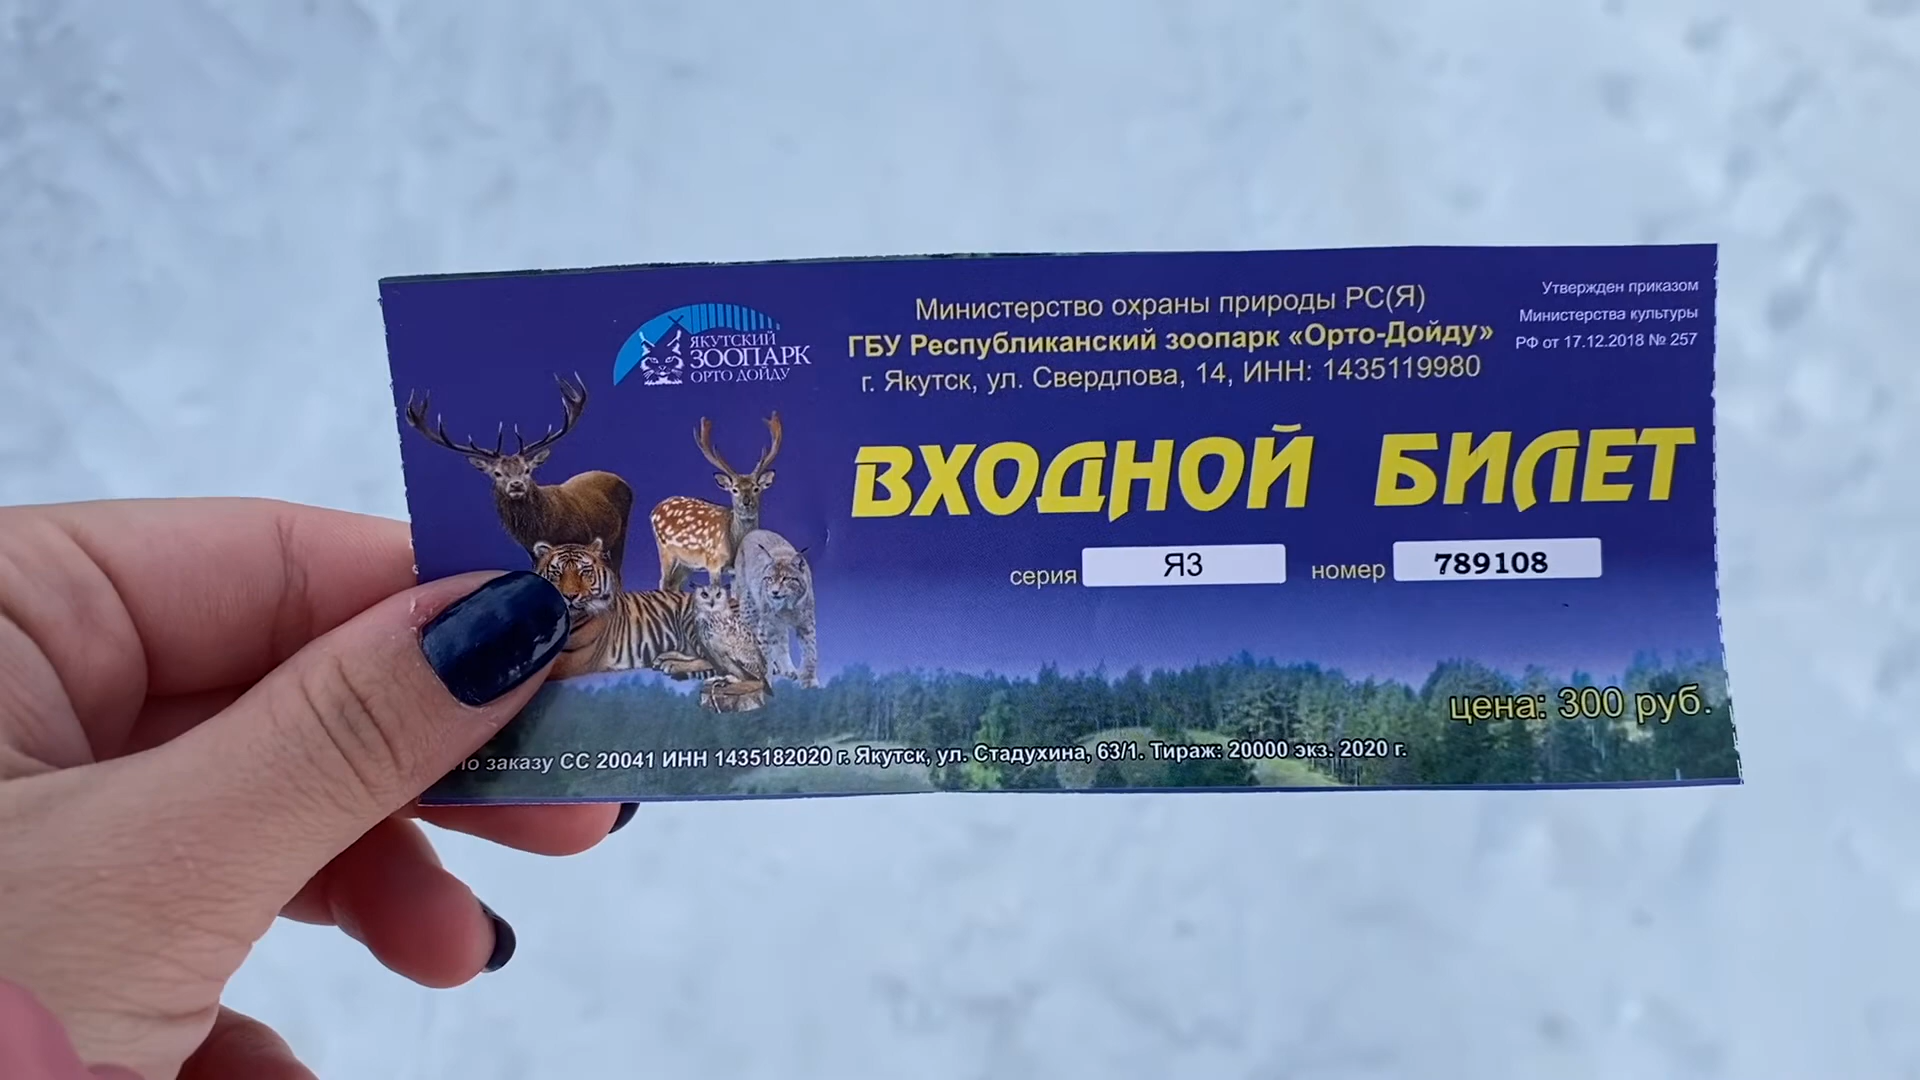 ЯКУТСКИЙ
ЗООПАРК
ОРТО ДОЙДУ
Министерство охраны природы РС(Я)
ГБУ Республиканский зоопарк «Орто-Дойду»
г. Якутск, ул. Свердлова, 14, ИНН: 1435119980
Утвержден приказом
Министерства культуры
РФ от 17.12.2018 № 257
ВХОДНОЙ БИЛЕТ
серия ЯЗ номер 789108
цена: 300 руб.
заказу СС 20041 ИНН 1435182020 г. Якутск, ул. Стадухина, 63/1. Тираж: 20000 экз. 2020 г.